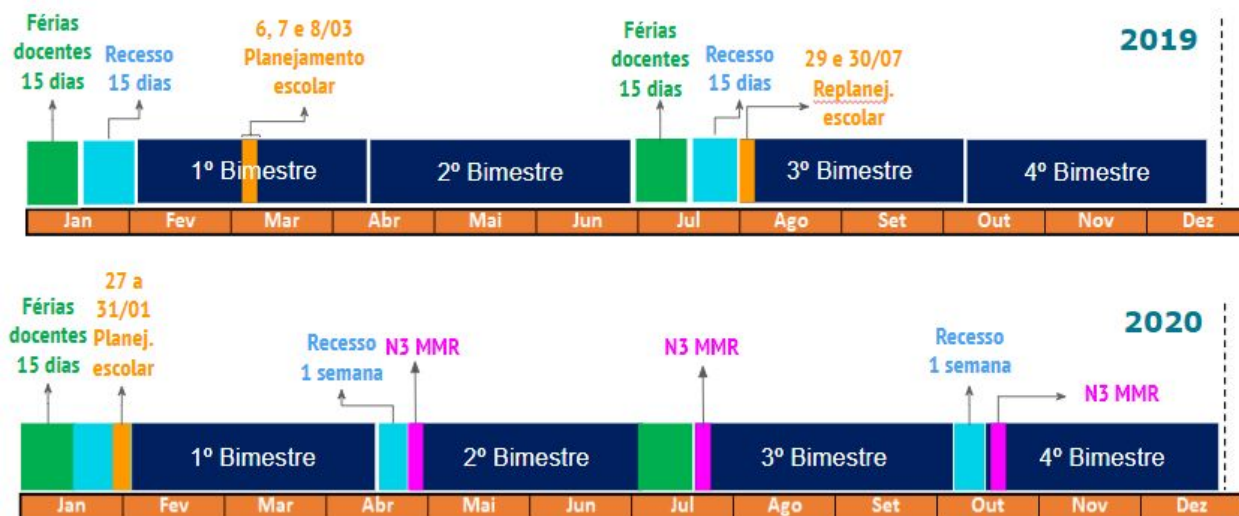 2019
Férias
docentes
15 dias
Recesso
15 dias
6, 7 e 8/03
Planejamento
escolar
Férias
docentes
15 dias
Recesso
15 dias
29 e 30/07
Replanej.
escolar
1º Bimestre
2º Bimestre
3º Bimestre
4º Bimestre
Jan Fev Mar Abr Mai Jun Jul Ago Set Out Nov Dez
2020
Férias
docentes
15 dias
27 a
31/01
Planej.
escolar
Recesso
1 semana
N3 MMR
N3 MMR
Recesso
1 semana
N3 MMR
1º Bimestre
2º Bimestre
3º Bimestre
4º Bimestre
Jan Fev Mar Abr Mai Jun Jul Ago Set Out Nov Dez